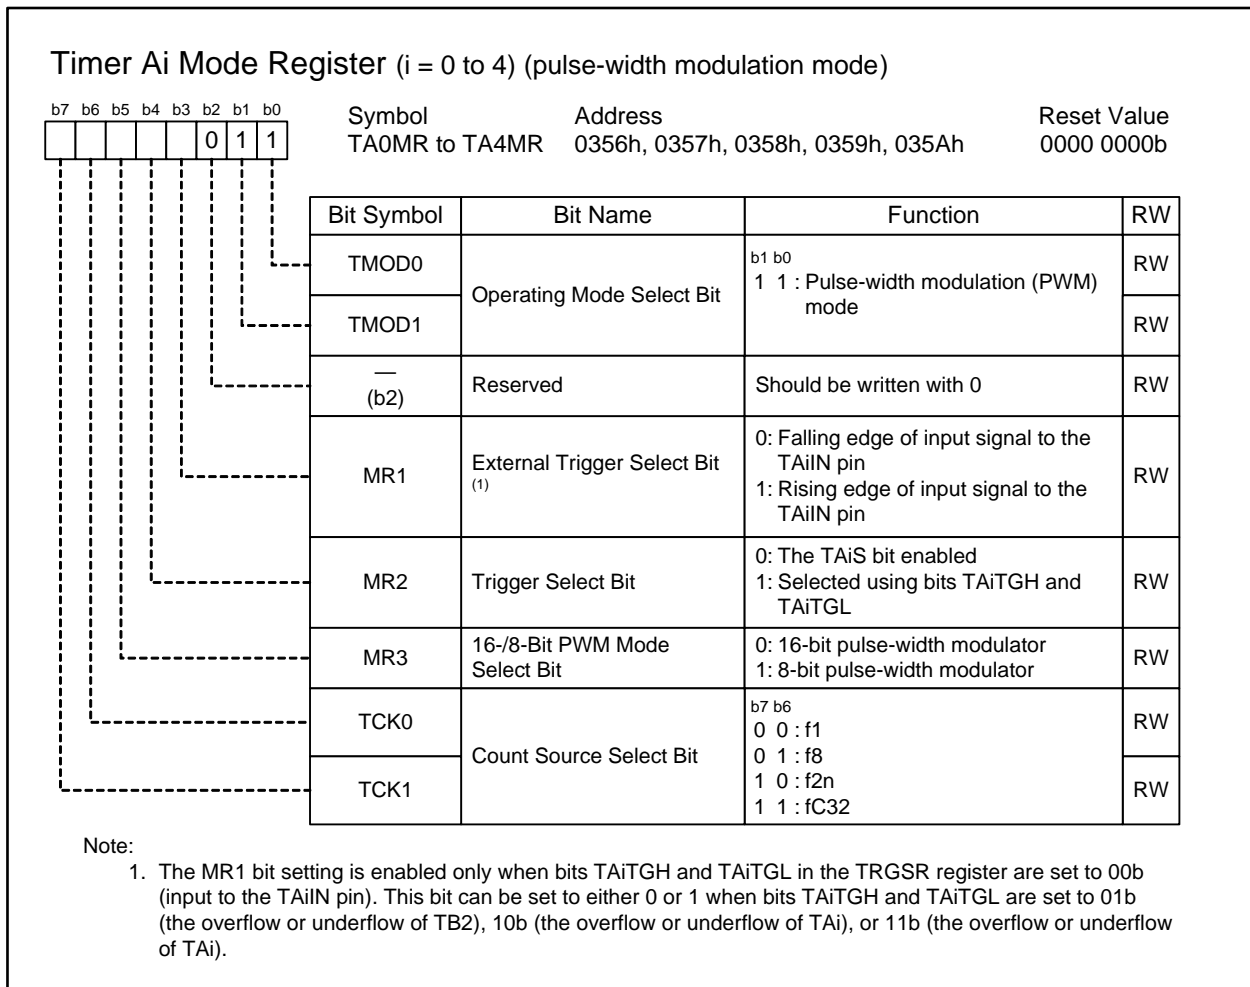 Timer Ai Mode Register (i = 0 to 4) (pulse-width modulation mode)
b7 b6 b5 b4 b3 b2 b1 b0
0 1 1
Symbol Address Reset Value
TA0MR to TA4MR 0356h, 0357h, 0358h, 0359h, 035Ah 0000 0000b
Bit Symbol Bit Name Function RW
TMOD0
TMOD1
Operating Mode Select Bit
b1 b0
1 1 : Pulse-width modulation (PWM)
mode
RW
RW
—
(b2)
Reserved
Should be written with 0
RW
MR1
External Trigger Select Bit
(1)
0: Falling edge of input signal to the
TAiIN pin
1: Rising edge of input signal to the
TAiIN pin
RW
MR2
Trigger Select Bit
0: The TAiS bit enabled
1: Selected using bits TAiTGH and
TAiTGL
RW
MR3
16-/8-Bit PWM Mode
Select Bit
0: 16-bit pulse-width modulator
1: 8-bit pulse-width modulator
RW
TCK0
TCK1
Count Source Select Bit
b7 b6
0 0 : f1
0 1 : f8
1 0 : f2n
1 1 : fC32
RW
RW
Note:
1. The MR1 bit setting is enabled only when bits TAiTGH and TAiTGL in the TRGSR register are set to 00b
(input to the TAiIN pin). This bit can be set to either 0 or 1 when bits TAiTGH and TAiTGL are set to 01b
(the overflow or underflow of TB2), 10b (the overflow or underflow of TAi), or 11b (the overflow or underflow
of TAi).